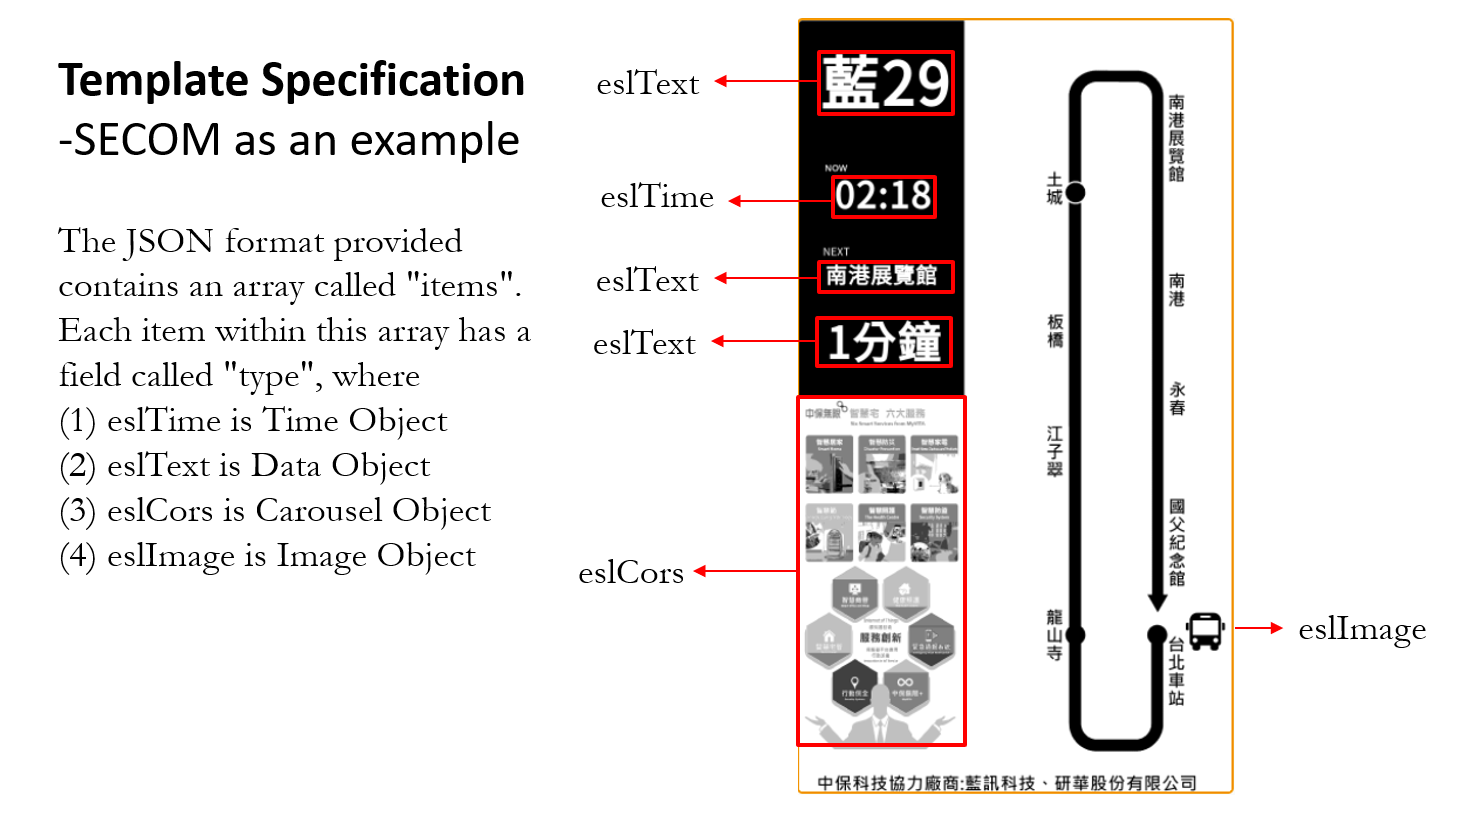 Template Specification
-SECOM as an example
The JSON format provided
contains an array called "items".
Each item within this array has a
field called "type", where
(1) eslTime is Time Object
(2) eslText is Data Object
(3) eslCors is Carousel Object
(4) eslImage is Image Object
eslText
eslTime
eslText
eslText
eslCors
藍29
NOW
02:18
NEXT
南港展覽館
1分鐘
中保無限 智慧宅 六大服務
服務創新
土城
板橋
江子翠
龍山寺
南港展覽館
南港
永春
國父紀念館
台北車站
eslImage
中保科技協力廠商:藍訊科技、研華股份有限公司